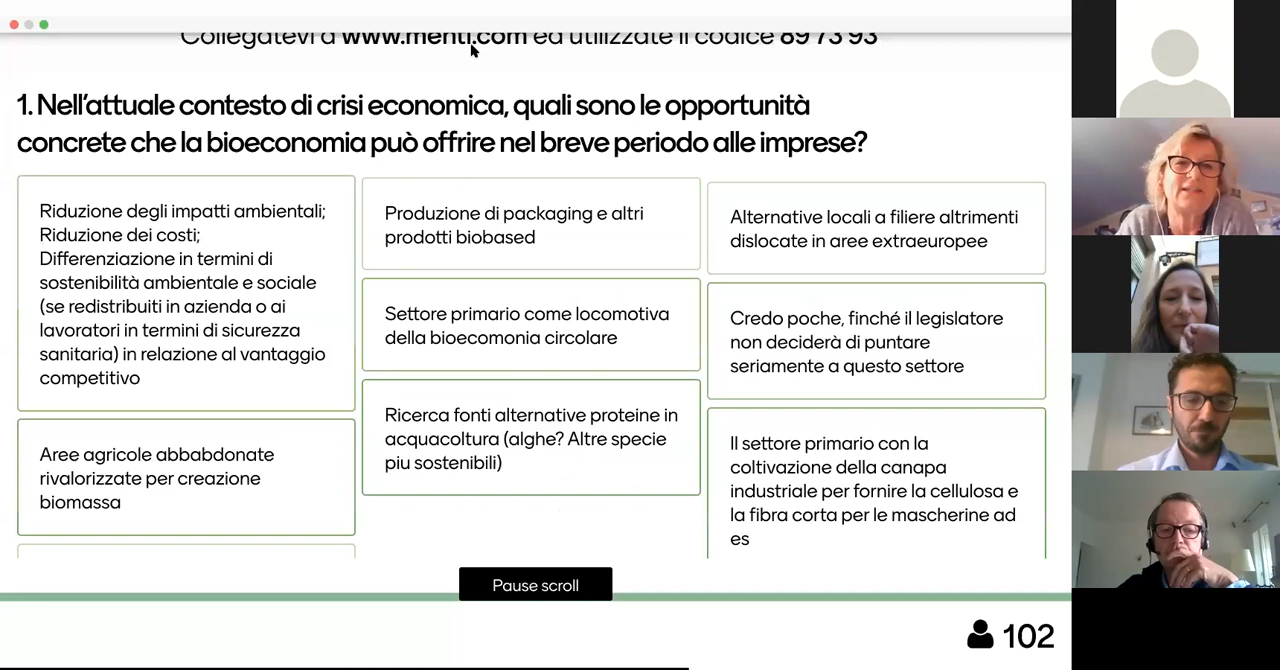 Collegatevi a www.menti.com ed utilizzate il codice 89 73 93
1. Nell'attuale contesto di crisi economica, quali sono le opportunità
concrete che la bioeconomia può offrire nel breve periodo alle imprese?
Riduzione degli impatti ambientali;
Riduzione dei costi;
Differenziazione in termini di
sostenibilità ambientale e sociale
(se redistribuiti in azienda o ai
lavoratori in termini di sicurezza
sanitaria) in relazione al vantaggio
competitivo
Aree agricole abbabdonate
rivalorizzate per creazione
biomassa
Produzione di packaging e altri
prodotti biobased
Settore primario come locomotiva
della bioecomonia circolare
Ricerca fonti alternative proteine in
acquacoltura (alghe? Altre specie
piu sostenibili)
Alternative locali a filiere altrimenti
dislocate in aree extraeuropee
Credo poche, finché il legislatore
non deciderà di puntare
seriamente a questo settore
Il settore primario con la
coltivazione della canapa
industriale per fornire la cellulosa e
la fibra corta per le mascherine ad
es
Pause scroll
102